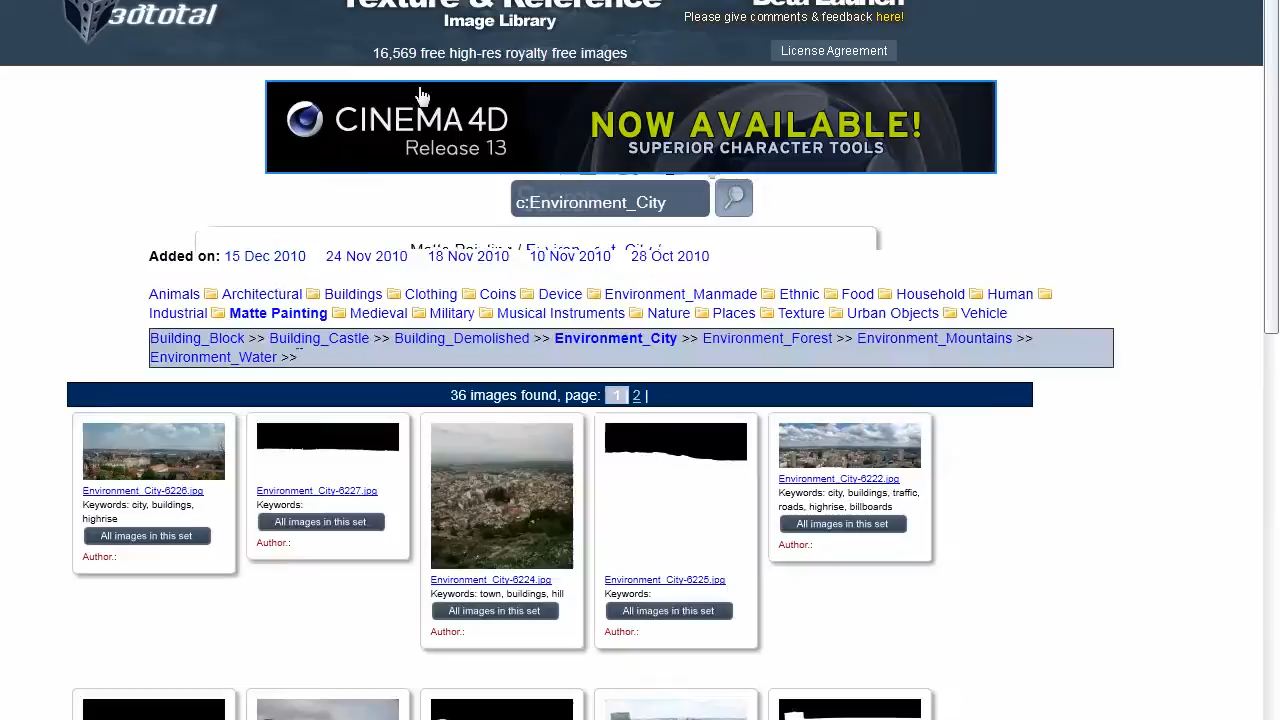 3dtotal
Texture & Reference
Image Library
16,569 free high-res royalty free images
Beta Launch
Please give comments & feedback here!
License Agreement
CINEMA 4D
Release 13
NOW AVAILABLE!
SUPERIOR CHARACTER TOOLS
c:Environment_City
Matte Painting / Environment_City /
Added on: 15 Dec 2010 24 Nov 2010 18 Nov 2010 10 Nov 2010 28 Oct 2010
Animals Architectural Buildings Clothing Coins Device Environment_Manmade Ethnic Food Household Human
Industrial Matte Painting Medieval Military Musical Instruments Nature Places Texture Urban Objects Vehicle
Building_Block >> Building_Castle >> Building_Demolished >> Environment_City >> Environment_Forest >> Environment_Mountains >>
Environment_Water >>
36 images found, page: 1 2 |
Environment_City-6226.jpg
Keywords: city, buildings,
highrise
All images in this set
Author.:
Environment_City-6227.jpg
Keywords:
All images in this set
Author.:
Environment_City-6224.jpg
Keywords: town, buildings, hill
All images in this set
Author.:
Environment_City-6225.jpg
Keywords:
All images in this set
Author.:
Environment_City-6222.jpg
Keywords: city, buildings, traffic,
roads, highrise, billboards
All images in this set
Author.: